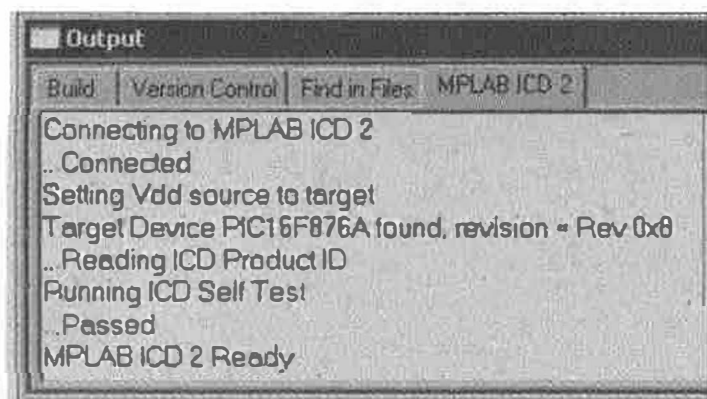 Output
Build Version Control Find in Files MPLAB ICD 2
Connecting to MPLAB ICD 2
...Connected
Setting Vdd source to target
Target Device PIC16F876A found, revision = Rev 0x8
...Reading ICD Product ID
Running ICD Self Test
...Passed
MPLAB ICD 2 Ready